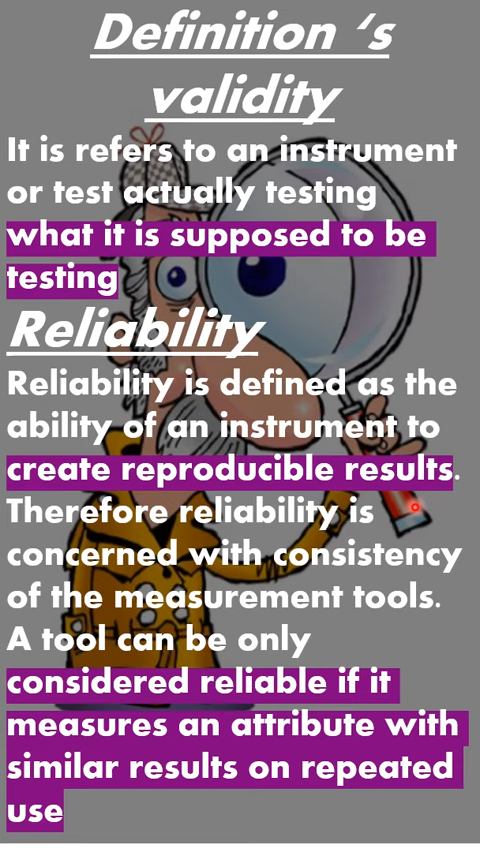 Definition ‘s
validity
It is refers to an instrument
or test actually testing
what it is supposed to be
testing
Reliability
Reliability is defined as the
ability of an instrument to
create reproducible results.
Therefore reliability is
concerned with consistency
of the measurement tools.
A tool can be only
considered reliable if it
measures an attribute with
similar results on repeated
use